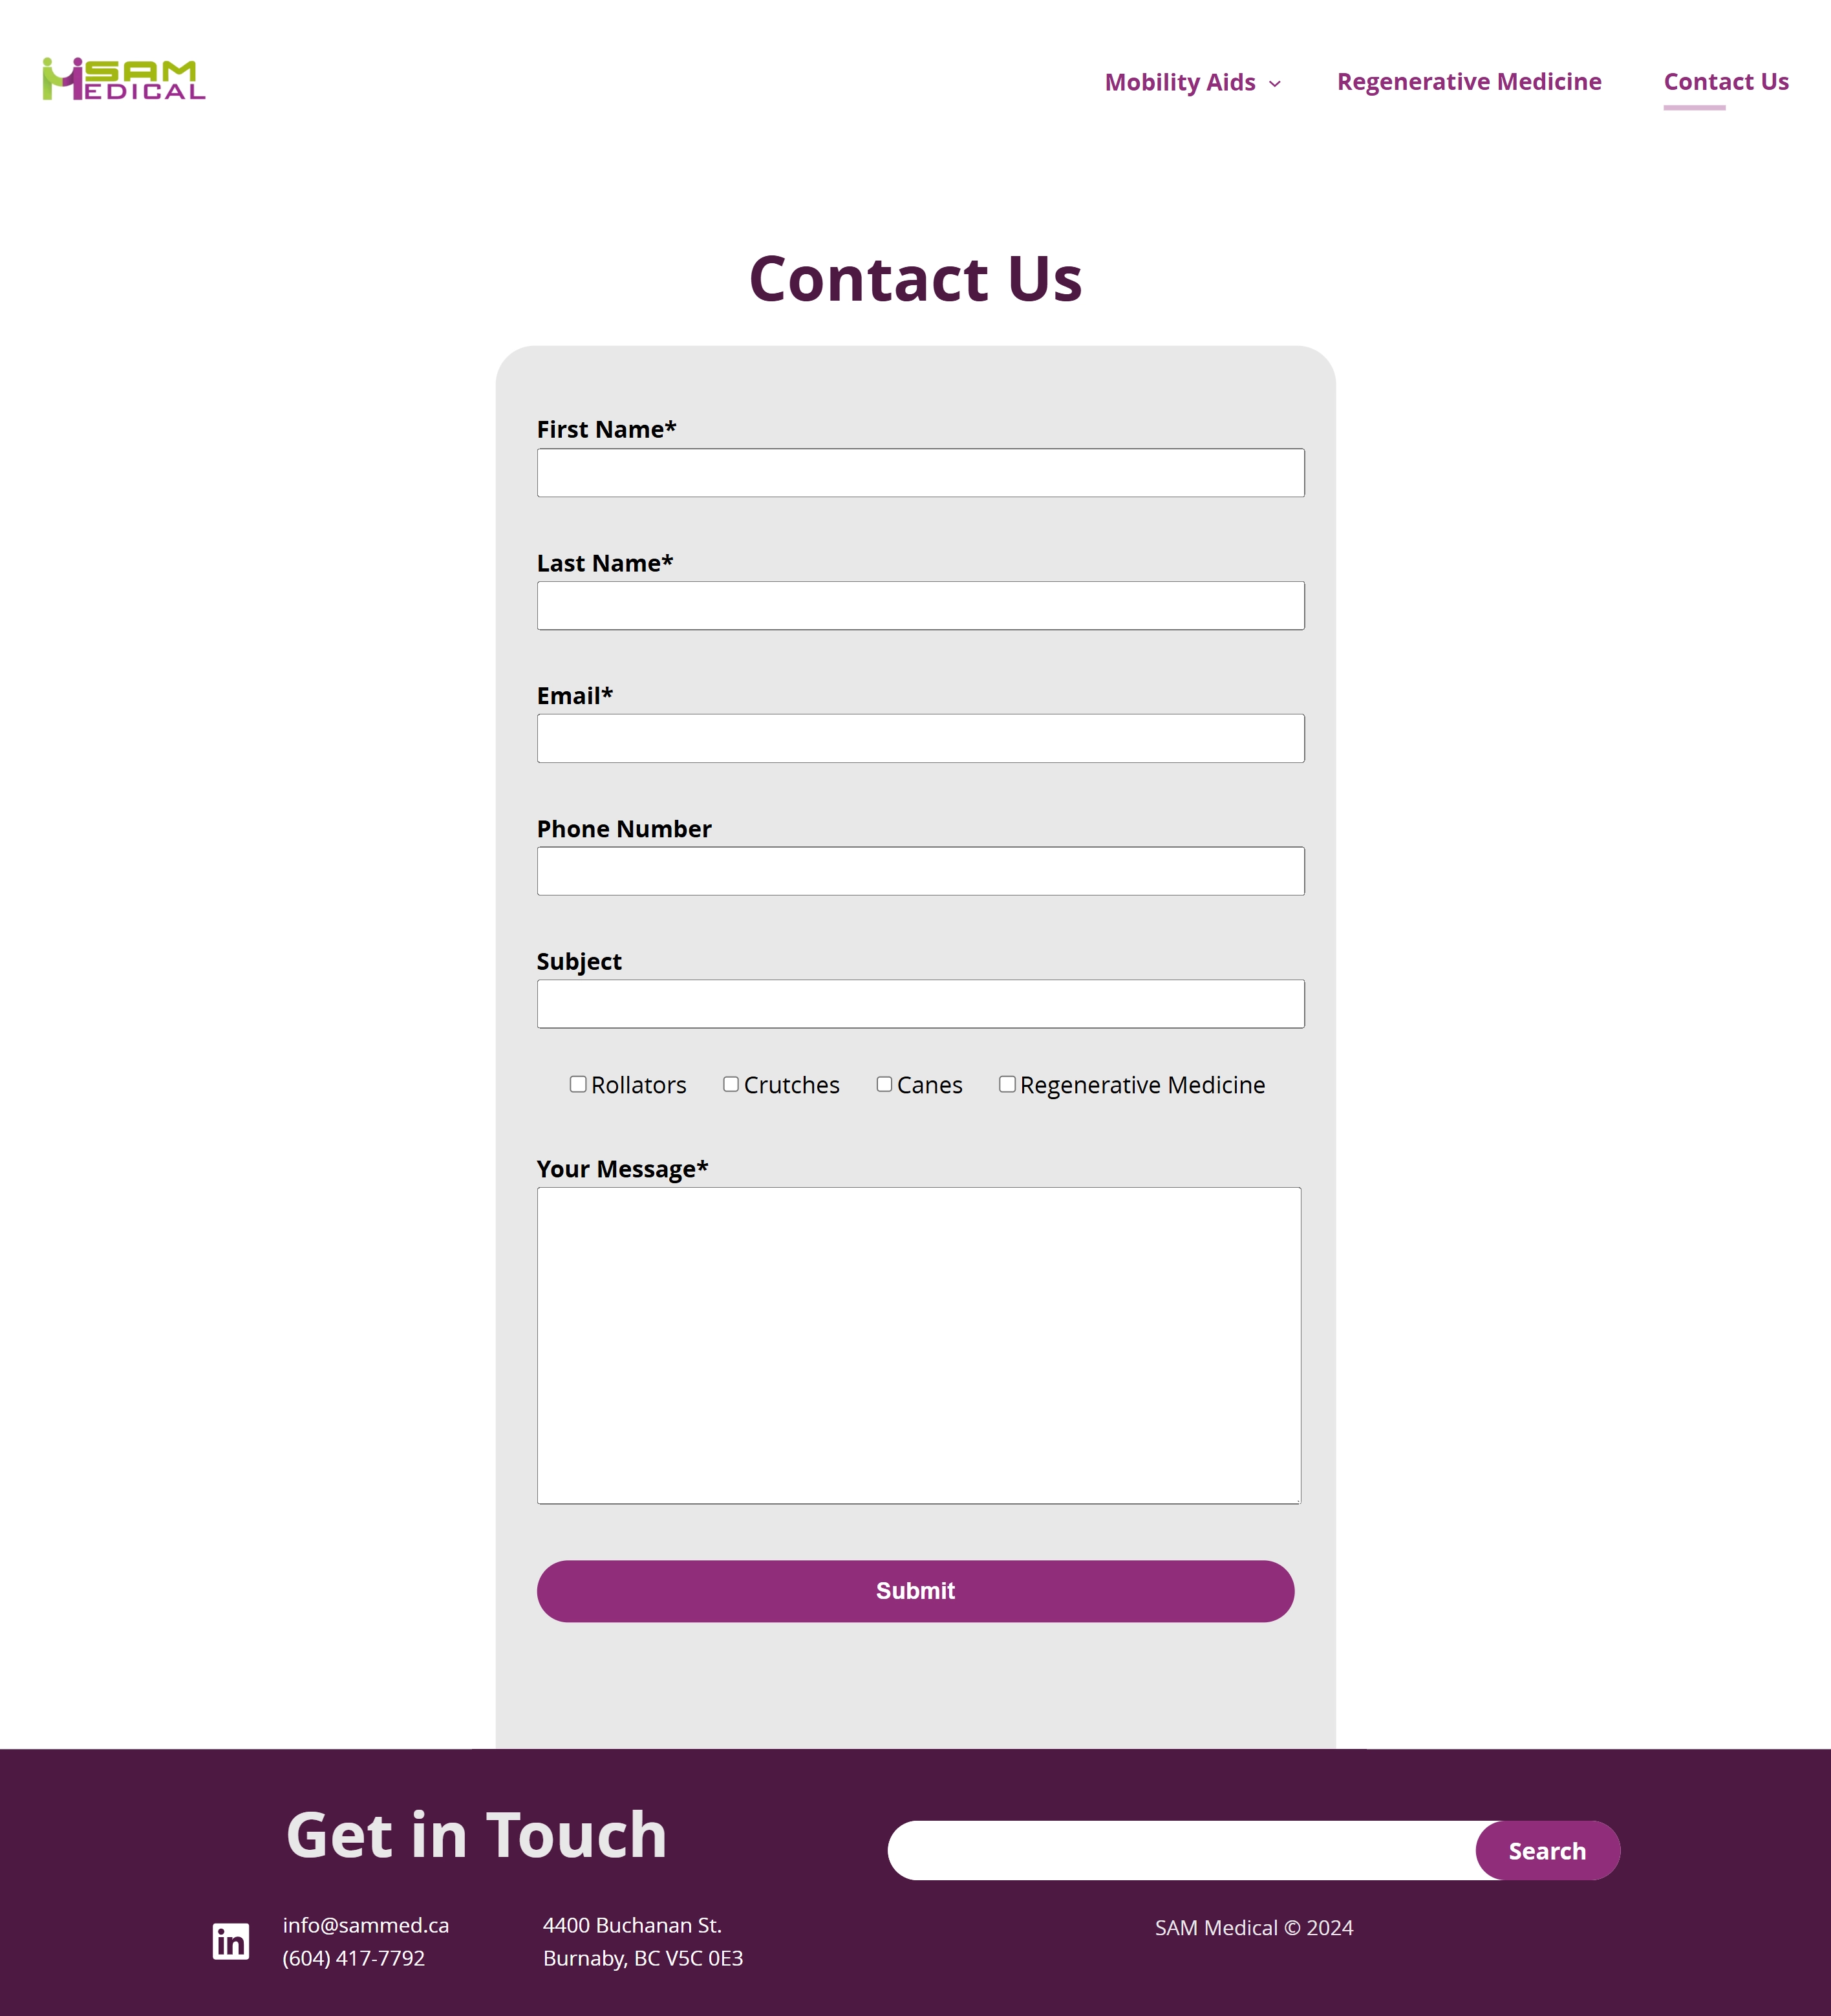 SAM
MEDICAL
Mobility Aids
Regenerative Medicine
Contact Us
Contact Us
First Name*
Last Name*
Email*
Phone Number
Subject
Rollators Crutches Canes Regenerative Medicine
Your Message*
Submit
Get in Touch
Search
in
info@sammed.ca
(604) 417-7792
4400 Buchanan St.
Burnaby, BC V5C 0E3
SAM Medical © 2024